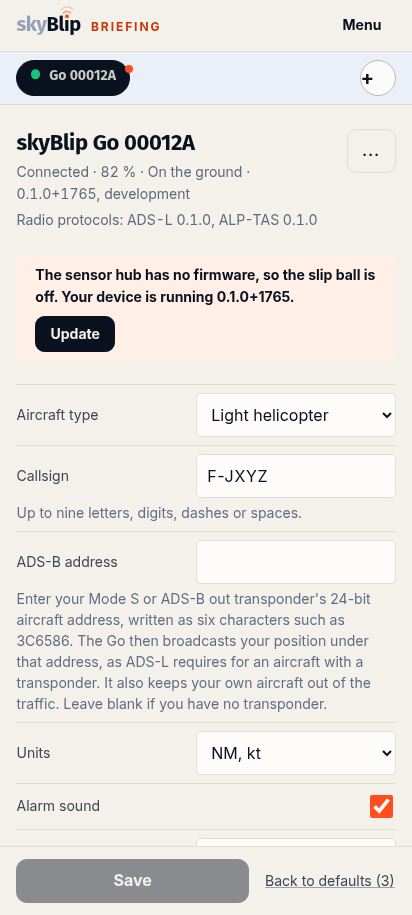 skyBlip BRIEFING
Menu
Go 00012A
+
skyBlip Go 00012A
...
Connected · 82 % · On the ground ·
0.1.0+1765, development
Radio protocols: ADS-L 0.1.0, ALP-TAS 0.1.0
The sensor hub has no firmware, so the slip ball is
off. Your device is running 0.1.0+1765.
Update
Aircraft type
Light helicopter
Callsign
F-JXYZ
Up to nine letters, digits, dashes or spaces.
ADS-B address
Enter your Mode S or ADS-B out transponder's 24-bit
aircraft address, written as six characters such as
3C6586. The Go then broadcasts your position under
that address, as ADS-L requires for an aircraft with a
transponder. It also keeps your own aircraft out of the
traffic. Leave blank if you have no transponder.
Units
NM, kt
Alarm sound
Save
Back to defaults (3)